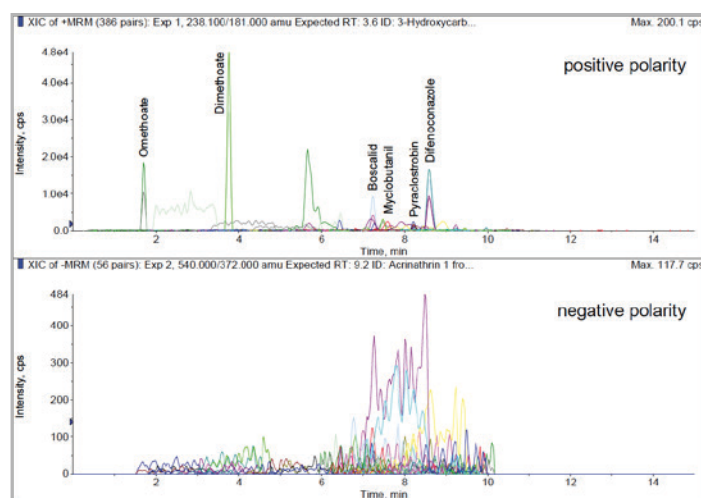 XIC of +MRM (386 pairs): Exp 1, 238.100/181.000 amu Expected RT: 3.6 ID: 3-Hydroxycarb... Max. 200.1 cps
positive polarity
Intensity, cps
4.8e4
4.0e4
3.0e4
2.0e4
1.0e4
0.0
Omethoate
Dimethoate
Boscalid
Myclobutanil
Pyraclostrobin
Difenoconazole
2 4 6 8 10 12 14
Time, min
XIC of -MRM (56 pairs): Exp 2, 540.000/372.000 amu Expected RT: 9.2 ID: Acrinathrin 1 fro... Max. 117.7 cps
negative polarity
Intensity, cps
484
400
300
200
100
0
2 4 6 8 10 12 14
Time, min